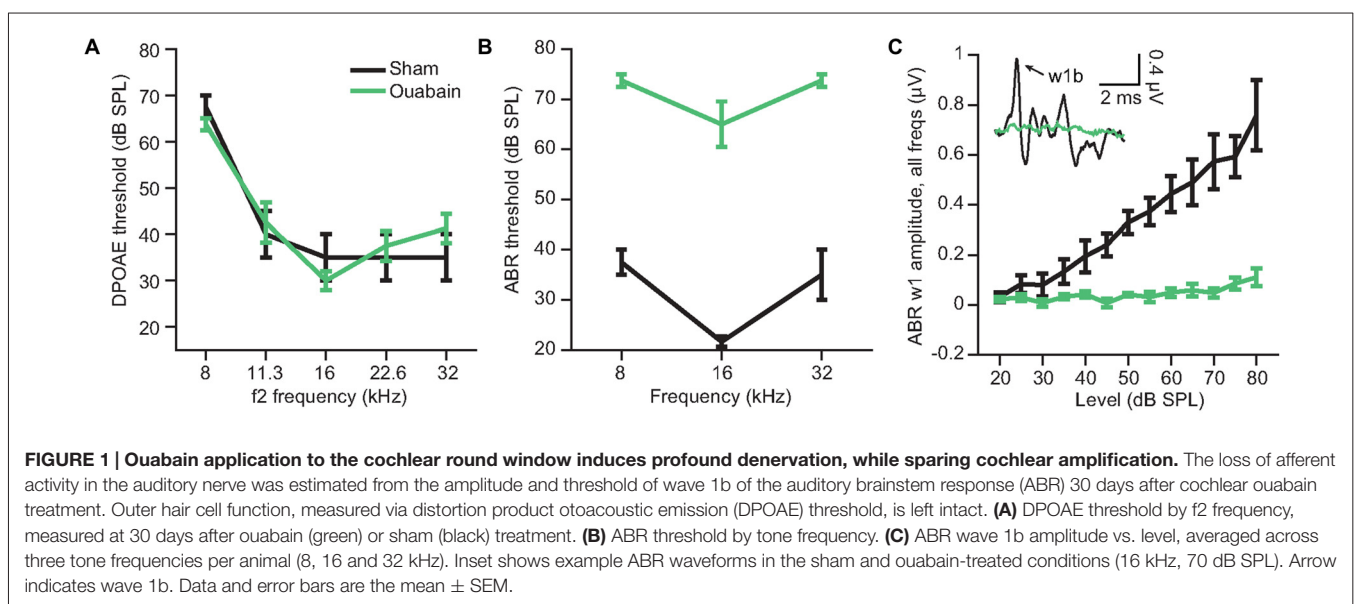 A
80
70
60
50
40
30
20
DPOAE threshold (dB SPL)
8
11.3
16
22.6
32
f2 frequency (kHz)
Sham
Ouabain
B
80
70
60
50
40
30
20
ABR threshold (dB SPL)
8
16
32
Frequency (kHz)
C
1
0.8
0.6
0.4
0.2
0
-0.2
ABR w1 amplitude, all freqs (µV)
w1b
2 ms
0.4 µV
20
30
40
50
60
70
80
Level (dB SPL)
FIGURE 1 | Ouabain application to the cochlear round window induces profound denervation, while sparing cochlear amplification. The loss of afferent
activity in the auditory nerve was estimated from the amplitude and threshold of wave 1b of the auditory brainstem response (ABR) 30 days after cochlear ouabain
treatment. Outer hair cell function, measured via distortion product otoacoustic emission (DPOAE) threshold, is left intact. (A) DPOAE threshold by f2 frequency,
measured at 30 days after ouabain (green) or sham (black) treatment. (B) ABR threshold by tone frequency. (C) ABR wave 1b amplitude vs. level, averaged across
three tone frequencies per animal (8, 16 and 32 kHz). Inset shows example ABR waveforms in the sham and ouabain-treated conditions (16 kHz, 70 dB SPL). Arrow
indicates wave 1b. Data and error bars are the mean ± SEM.